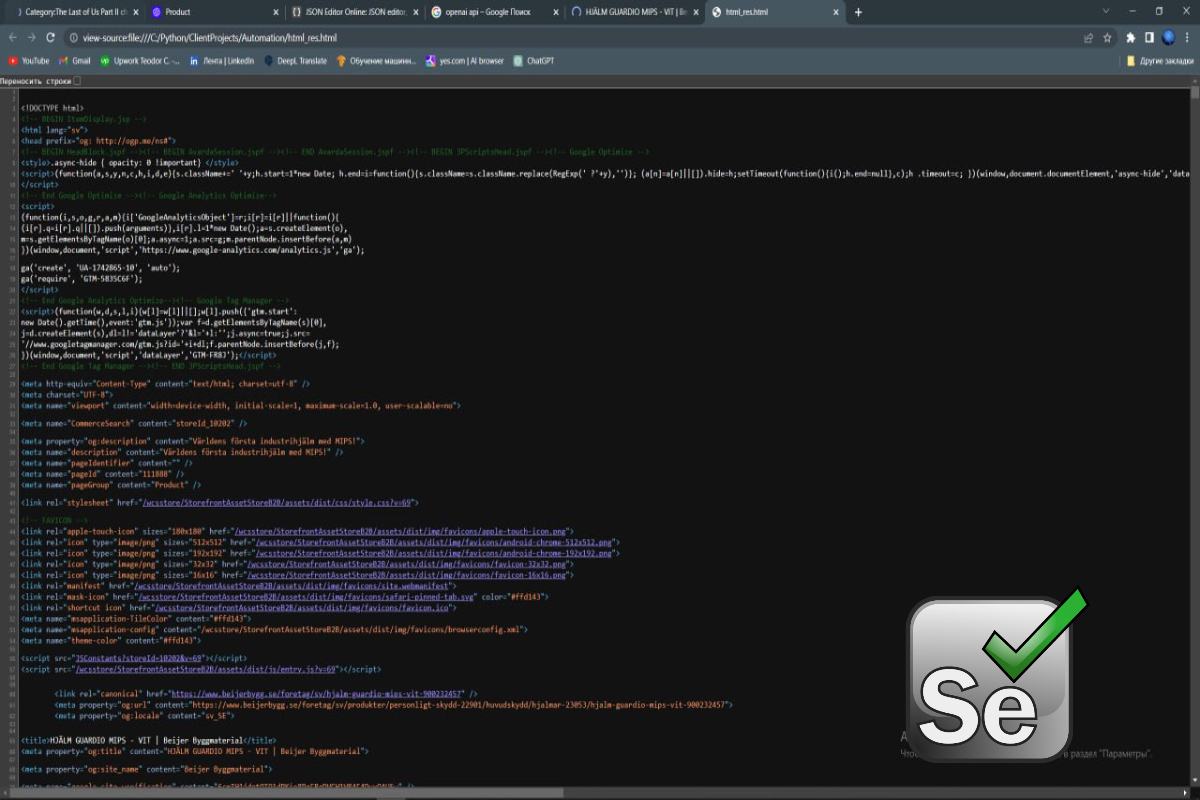 Category:The Last of Us Part II ch
Product
JSON Editor Online: JSON editor,
openai api – Google Поиск
HJÄLM GUARDIO MIPS - VIT | Be
html_res.html
view-source:file:///C:/Python/ClientProjects/Automation/html_res.html
YouTube
Gmail
Upwork Teodor C. -...
Лента | LinkedIn
DeepL Translate
Обучение машинн...
yes.com | AI browser
ChatGPT
Другие закладки
Переносить строки
<!DOCTYPE html>
<!-- BEGIN ItemDisplay.jsp -->
<html lang="sv">
<head prefix="og: http://ogp.me/ns#">
<!-- BEGIN HeadBlock.jspf --><!-- BEGIN AvardaSession.jspf --><!-- END AvardaSession.jspf --><!-- BEGIN JPScriptsHead.jspf --><!-- Google Optimize -->
<style>.async-hide { opacity: 0 !important} </style>
<script>(function(a,s,y,n,c,h,i,d,e){s.className+=' '+y;h.start=1*new Date; h.end=i=function(){s.className=s.className.replace(RegExp(' ?'+y),'')}; (a[n]=a[n]||[]).hide=h;setTimeout(function(){i();h.end=null},c);h .timeout=c; })(window,document.documentElement,'async-hide','data
</script>
<!-- End Google Optimize --><!-- Google Analytics Optimize-->
<script>
(function(i,s,o,g,r,a,m){i['GoogleAnalyticsObject']=r;i[r]=i[r]||function(){
(i[r].q=i[r].q||[]).push(arguments)},i[r].l=1*new Date();a=s.createElement(o),
m=s.getElementsByTagName(o)[0];a.async=1;a.src=g;m.parentNode.insertBefore(a,m)
})(window,document,'script','https://www.google-analytics.com/analytics.js','ga');
ga('create', 'UA-1742865-10', 'auto');
ga('require', 'GTM-5835C6F');
</script>
<!-- End Google Analytics Optimize--><!-- Google Tag Manager -->
<script>(function(w,d,s,l,i){w[l]=w[l]||[];w[l].push({'gtm.start':
new Date().getTime(),event:'gtm.js'});var f=d.getElementsByTagName(s)[0],
j=d.createElement(s),dl=l!='dataLayer'?'&l='+l:'';j.async=true;j.src=
'//www.googletagmanager.com/gtm.js?id='+i+dl;f.parentNode.insertBefore(j,f);
})(window,document,'script','dataLayer','GTM-FR8J');</script>
<!-- End Google Tag Manager --><!-- END JPScriptsHead.jspf -->
<meta http-equiv="Content-Type" content="text/html; charset=utf-8" />
<meta charset="UTF-8">
<meta name="viewport" content="width=device-width, initial-scale=1, maximum-scale=1.0, user-scalable=no">
<meta name="CommerceSearch" content="storeId_10202" />
<meta property="og:description" content="Världens första industrihjälm med MIPS!">
<meta name="description" content="Världens första industrihjälm med MIPS!" />
<meta name="pageIdentifier" content="" />
<meta name="pageId" content="111888" />
<meta name="pageGroup" content="Product" />
<link rel="stylesheet" href="/wcsstore/StorefrontAssetStoreB2B/assets/dist/css/style.css?v=69">
<!-- FAVICON -->
<link rel="apple-touch-icon" sizes="180x180" href="/wcsstore/StorefrontAssetStoreB2B/assets/dist/img/favicons/apple-touch-icon.png">
<link rel="icon" type="image/png" sizes="512x512" href="/wcsstore/StorefrontAssetStoreB2B/assets/dist/img/favicons/android-chrome-512x512.png">
<link rel="icon" type="image/png" sizes="192x192" href="/wcsstore/StorefrontAssetStoreB2B/assets/dist/img/favicons/android-chrome-192x192.png">
<link rel="icon" type="image/png" sizes="32x32" href="/wcsstore/StorefrontAssetStoreB2B/assets/dist/img/favicons/favicon-32x32.png">
<link rel="icon" type="image/png" sizes="16x16" href="/wcsstore/StorefrontAssetStoreB2B/assets/dist/img/favicons/favicon-16x16.png">
<link rel="manifest" href="/wcsstore/StorefrontAssetStoreB2B/assets/dist/img/favicons/site.webmanifest">
<link rel="mask-icon" href="/wcsstore/StorefrontAssetStoreB2B/assets/dist/img/favicons/safari-pinned-tab.svg" color="#ffd143">
<link rel="shortcut icon" href="/wcsstore/StorefrontAssetStoreB2B/assets/dist/img/favicons/favicon.ico">
<meta name="msapplication-TileColor" content="#ffd143">
<meta name="msapplication-config" content="/wcsstore/StorefrontAssetStoreB2B/assets/dist/img/favicons/browserconfig.xml">
<meta name="theme-color" content="#ffd143">
<script src="JSConstants?storeId=10202&v=69"></script>
<script src="/wcsstore/StorefrontAssetStoreB2B/assets/dist/js/entry.js?v=69"></script>
<link rel="canonical" href="https://www.beijerbygg.se/foretag/sv/hjalm-guardio-mips-vit-900232457" />
<meta property="og:url" content="https://www.beijerbygg.se/foretag/sv/produkter/personligt-skydd-22901/huvudskydd/hjalmar-23053/hjalm-guardio-mips-vit-900232457">
<meta property="og:locale" content="sv_SE">
<title>HJÄLM GUARDIO MIPS - VIT | Beijer Byggmaterial</title>
<meta property="og:title" content="HJÄLM GUARDIO MIPS - VIT | Beijer Byggmaterial">
<meta property="og:site_name" content="Beijer Byggmaterial">
Se
в раздел "Параметры".